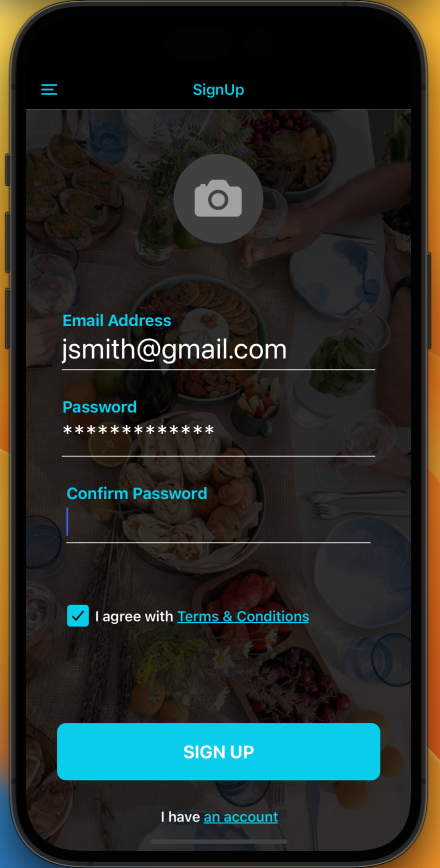 SignUp
Email Address
jsmith@gmail.com
Password
*************
Confirm Password
I agree with Terms & Conditions
SIGN UP
I have an account